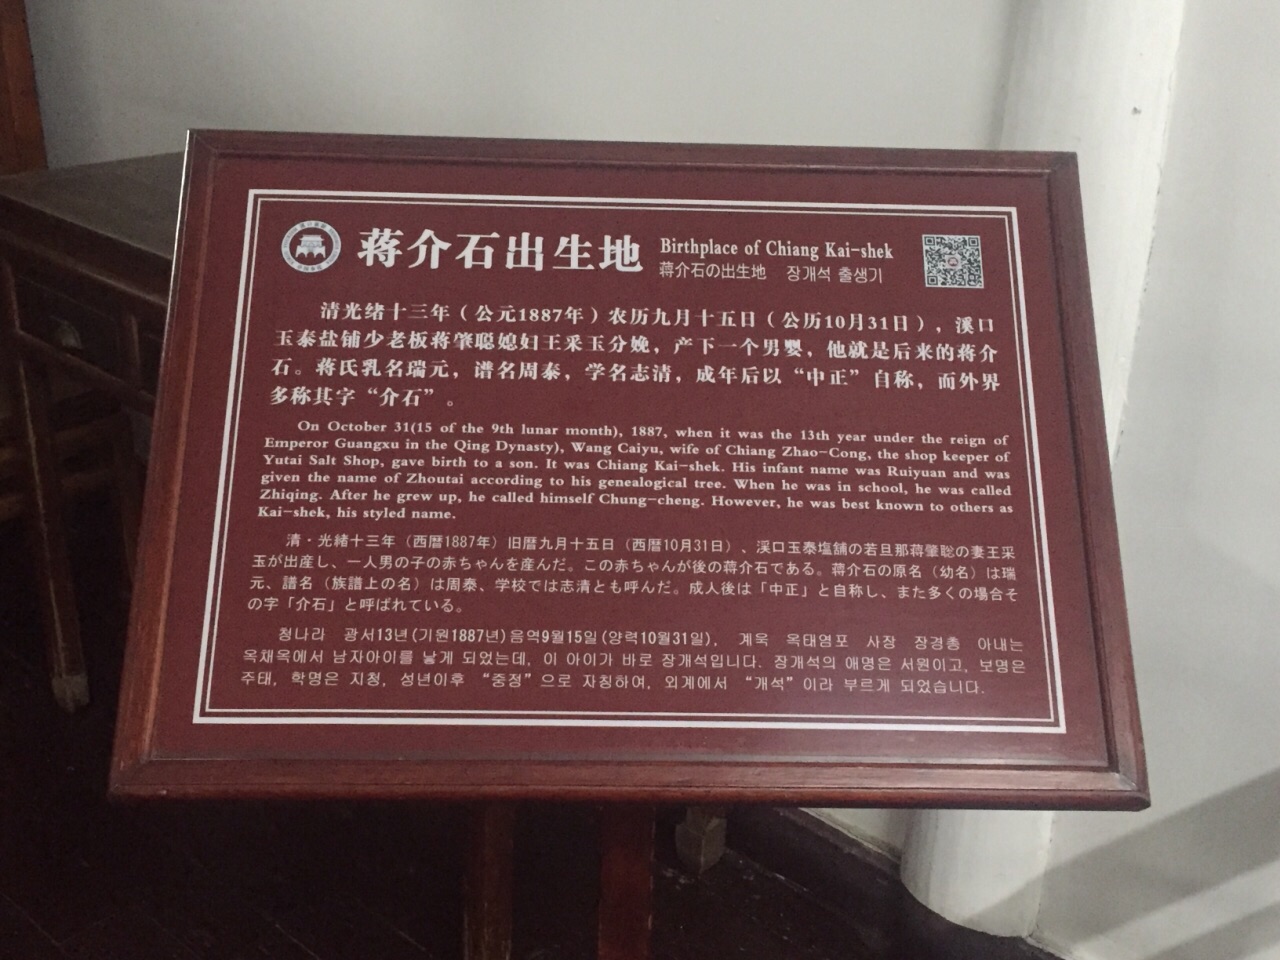 蒋介石出生地
Birthplace of Chiang Kai-shek
蒋介石の出生地 장개석 출생기
清光绪十三年（公元1887年）农历九月十五日（公历10月31日），溪口
玉泰盐铺少老板蒋肇聪媳妇王采玉分娩，产下一个男婴，他就是后来的蒋介
石。蒋氏乳名瑞元，谱名周泰，学名志清，成年后以“中正”自称，而外界
多称其字“介石”。
On October 31(15 of the 9th lunar month), 1887, when it was the 13th year under the reign of
Emperor Guangxu in the Qing Dynasty), Wang Caiyu, wife of Chiang Zhao-Cong, the shop keeper of
Yutai Salt Shop, gave birth to a son. It was Chiang Kai-shek. His infant name was Ruiyuan and was
given the name of Zhoutai according to his genealogical tree. When he was in school, he was called
Zhiqing. After he grew up, he called himself Chung-cheng. However, he was best known to others as
Kai-shek, his styled name.
清・光緒十三年（西暦1887年）旧暦九月十五日（西暦10月31日）、溪口玉泰塩舗の若旦那蒋肇聡の妻王采
玉が出産し、一人男の子の赤ちゃんを産んだ。この赤ちゃんが後の蒋介石である。蒋介石の原名（幼名）は瑞
元、譜名（族譜上の名）は周泰、学校では志清とも呼んだ。成人後は「中正」と自称し、また多くの場合そ
の字「介石」と呼ばれている。
청나라 광서13년(기원1887년)음역9월15일(양력10월31일), 계욱 옥태염포 사장 장경총 아내는
옥채옥에서 남자아이를 낳게 되었는데, 이 아이가 바로 장개석입니다. 장개석의 애명은 서원이고, 보명은
주태, 학명은 지청, 성년이후 “중정”으로 자칭하여, 외계에서 “개석”이라 부르게 되었습니다.